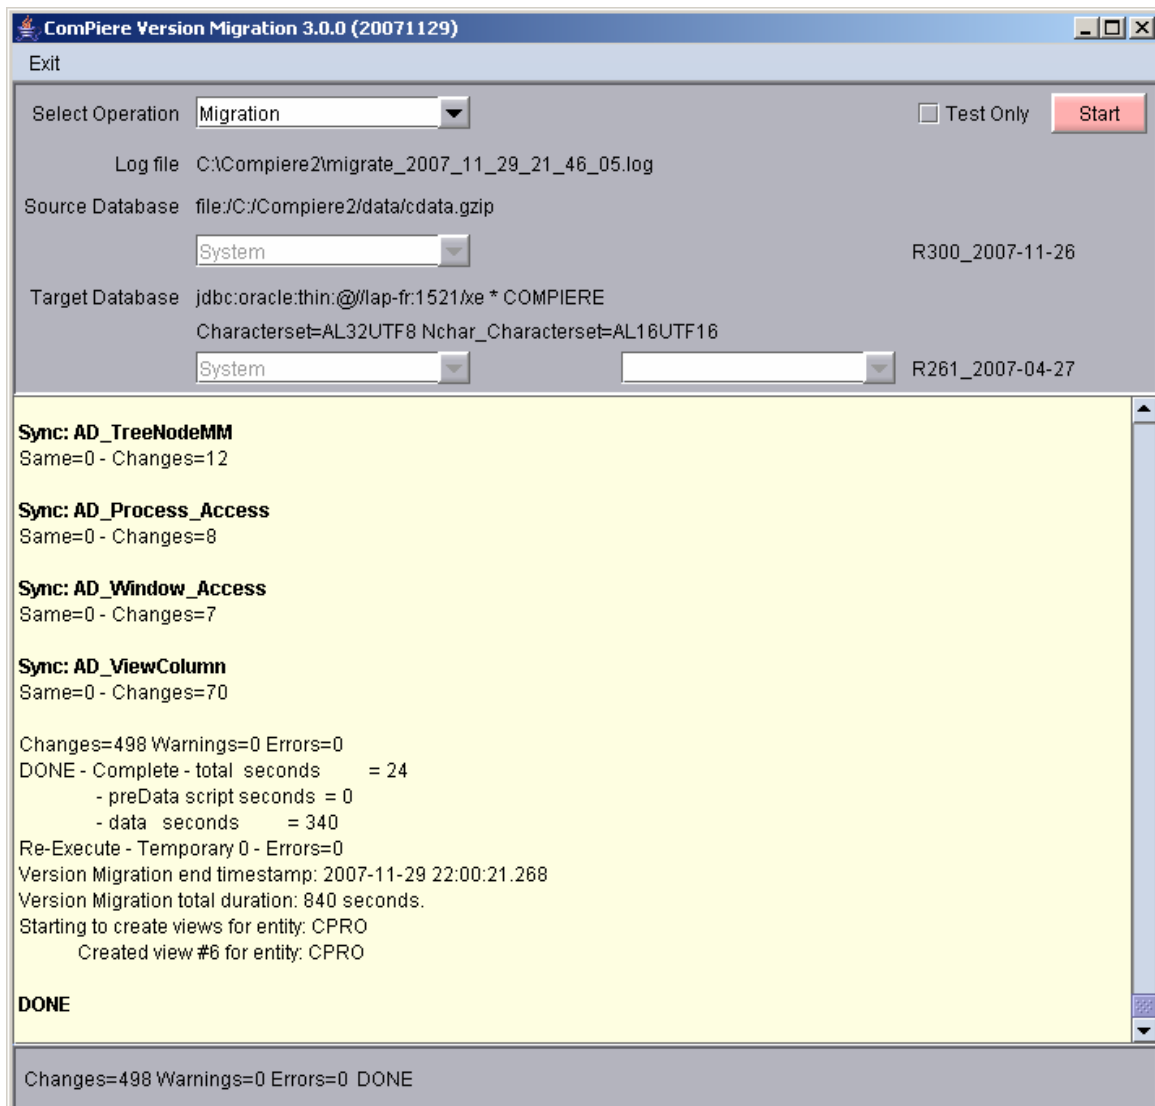 ComPiere Version Migration 3.0.0 (20071129)
Exit
Select Operation Migration Test Only Start
Log file C:\Compiere2\migrate_2007_11_29_21_46_05.log
Source Database file:/C:/Compiere2/data/cdata.gzip
System R300_2007-11-26
Target Database jdbc:oracle:thin:@//lap-fr:1521/xe * COMPIERE
Characterset=AL32UTF8 Nchar_Characterset=AL16UTF16
System R261_2007-04-27
Sync: AD_TreeNodeMM
Same=0 - Changes=12
Sync: AD_Process_Access
Same=0 - Changes=8
Sync: AD_Window_Access
Same=0 - Changes=7
Sync: AD_ViewColumn
Same=0 - Changes=70
Changes=498 Warnings=0 Errors=0
DONE - Complete - total seconds = 24
- preData script seconds = 0
- data seconds = 340
Re-Execute - Temporary 0 - Errors=0
Version Migration end timestamp: 2007-11-29 22:00:21.268
Version Migration total duration: 840 seconds.
Starting to create views for entity: CPRO
Created view #6 for entity: CPRO
DONE
Changes=498 Warnings=0 Errors=0 DONE